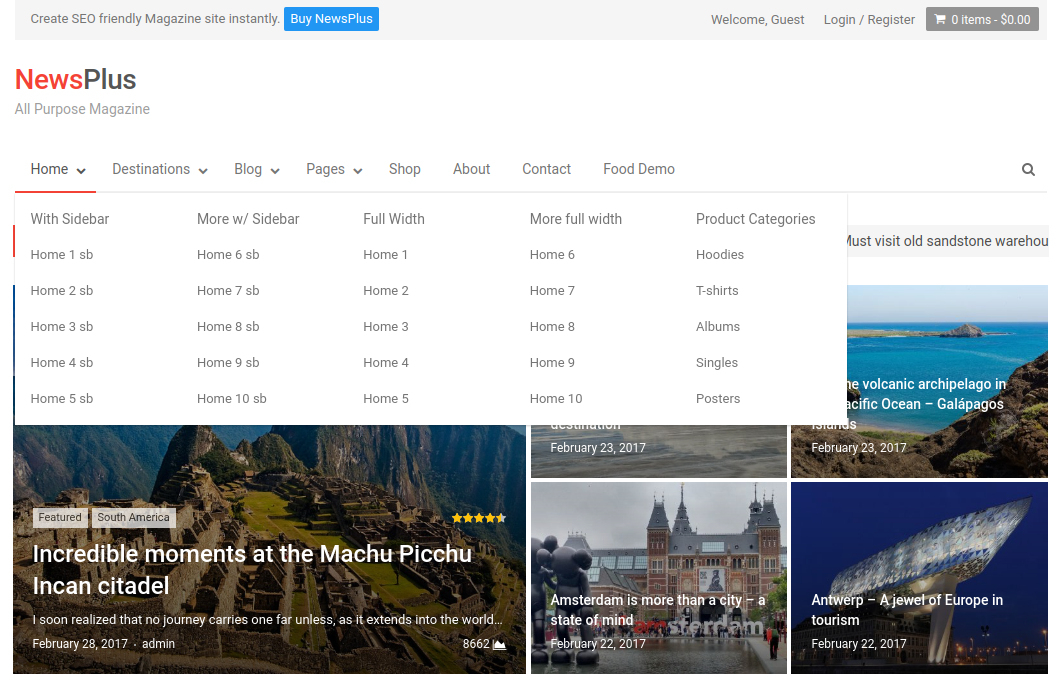 Create SEO friendly Magazine site instantly. Buy NewsPlus
Welcome, Guest Login / Register 0 items - $0.00
NewsPlus
All Purpose Magazine
Home Destinations Blog Pages Shop About Contact Food Demo
With Sidebar More w/ Sidebar Full Width More full width Product Categories
Must visit old sandstone warehou
Home 1 sb Home 6 sb Home 1 Home 6 Hoodies
Home 2 sb Home 7 sb Home 2 Home 7 T-shirts
Home 3 sb Home 8 sb Home 3 Home 8 Albums
Home 4 sb Home 9 sb Home 4 Home 9 Singles
Home 5 sb Home 10 sb Home 5 Home 10 Posters
destination
February 23, 2017
ne volcanic archipelago in
acific Ocean – Galápagos
Islands
February 23, 2017
Featured South America
Incredible moments at the Machu Picchu
Incan citadel
I soon realized that no journey carries one far unless, as it extends into the world...
February 28, 2017 · admin 8662
Amsterdam is more than a city – a
state of mind
February 22, 2017
sterdam
Antwerp – A jewel of Europe in
tourism
February 22, 2017